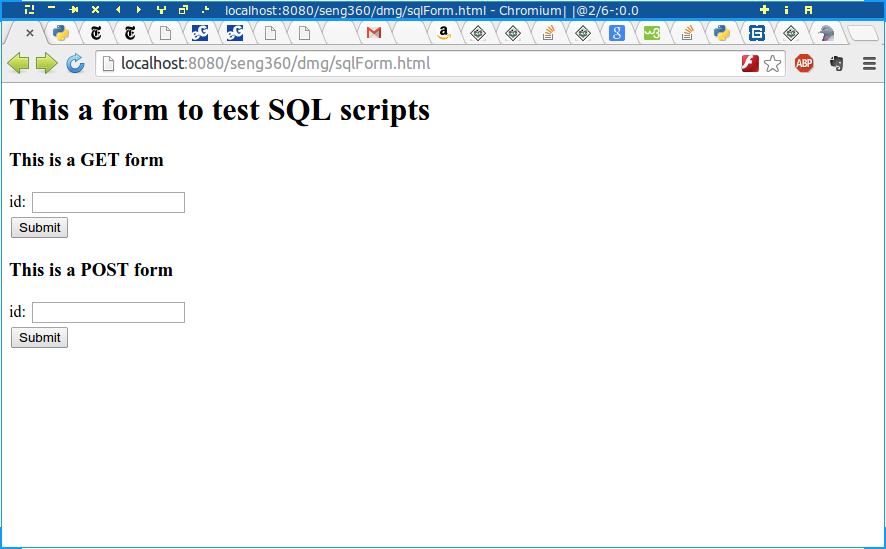 localhost:8080/seng360/dmg/sqlForm.html - Chromium| |@2/6-:0.0
localhost:8080/seng360/dmg/sqlForm.html
ABP
This a form to test SQL scripts
This is a GET form
id:
Submit
This is a POST form
id:
Submit